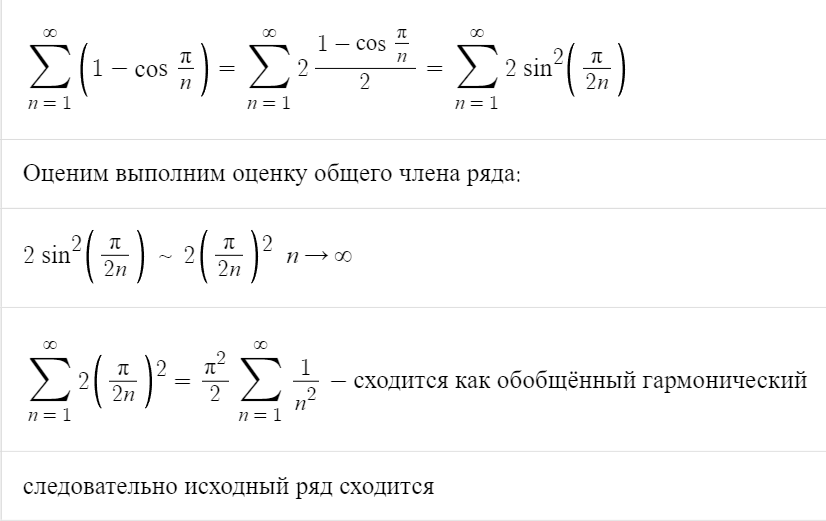 ∑_{n = 1}^{∞} (1 − cos π/n) = ∑_{n = 1}^{∞} 2 (1 − cos π/n)/2 = ∑_{n = 1}^{∞} 2 sin²(π/2n)
Оценим выполним оценку общего члена ряда:
2 sin²(π/2n) ~ 2(π/2n)² n → ∞
∑_{n = 1}^{∞} 2(π/2n)² = π²/2 ∑_{n = 1}^{∞} 1/n² − сходится как обобщённый гармонический
следовательно исходный ряд сходится